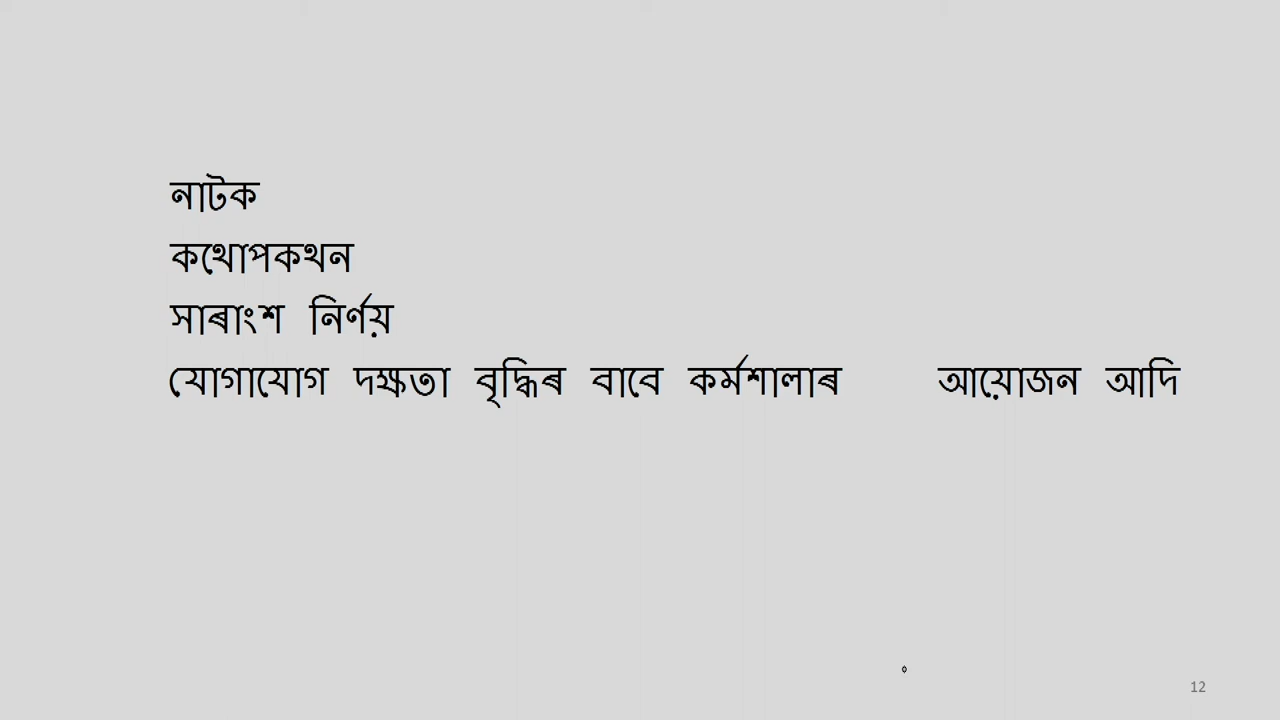 নাটক
কথোপকথন
সাৰাংশ নিৰ্ণয়
যোগাযোগ দক্ষতা বৃদ্ধিৰ বাবে কৰ্মশালাৰ আয়োজন আদি
12